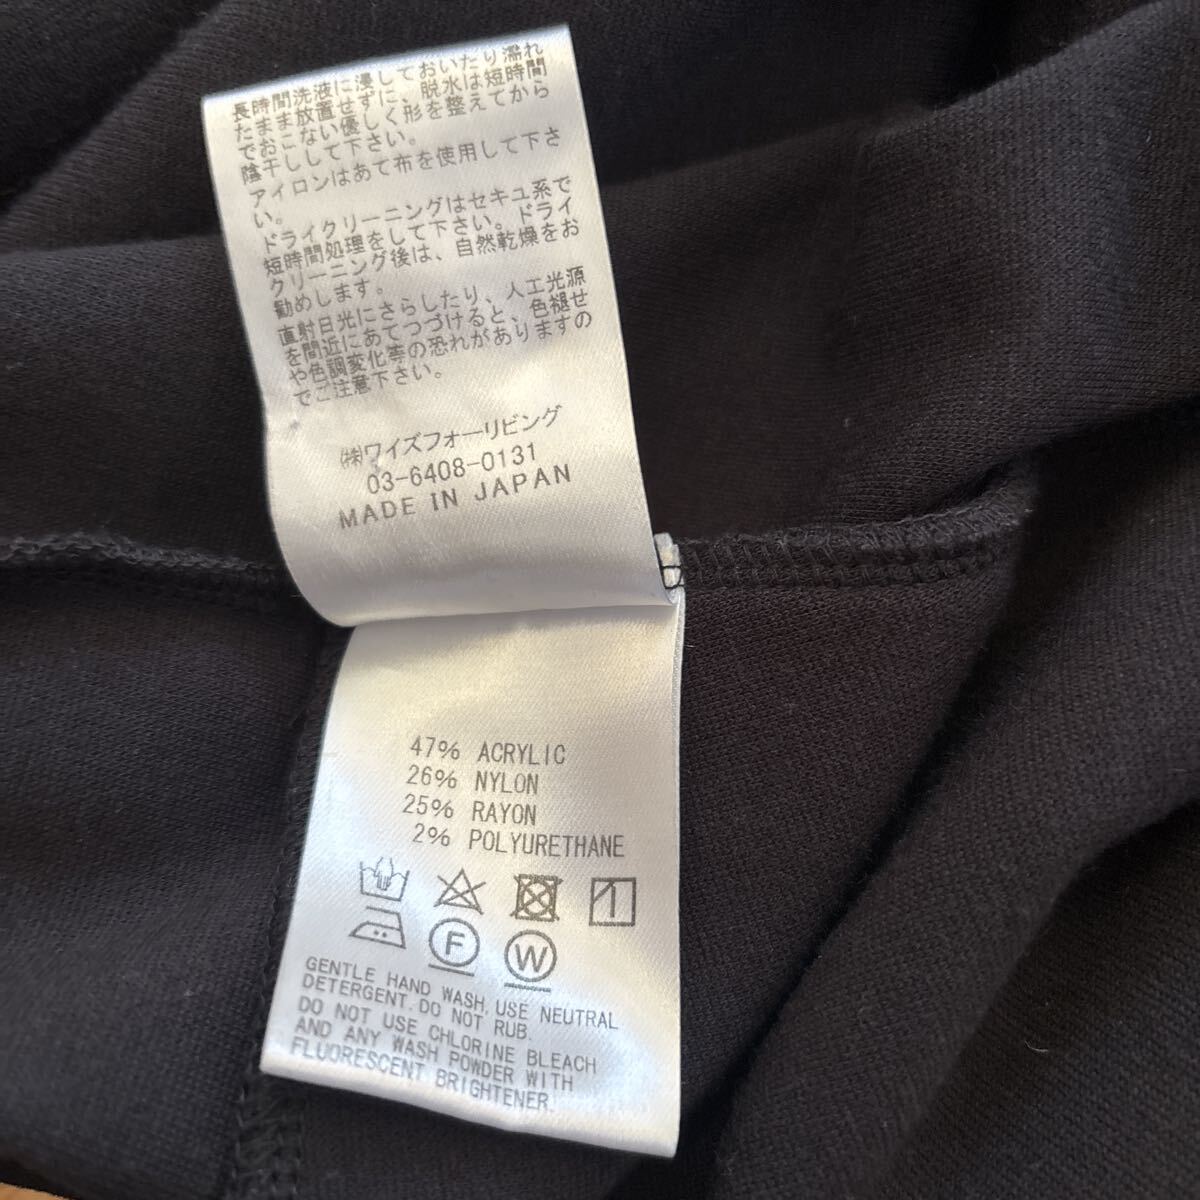 長時間洗液に浸しておいたり濡れ
たまま放置せずに、脱水は短時間
でおこない優しく形を整えてから
陰干しして下さい。
アイロンはあて布を使用して下さ
い。
ドライクリーニングはセキュ系で
短時間処理をして下さい。ドライ
クリーニング後は、自然乾燥をお
勧めします。
直射日光にさらしたり、人工光源
を間近にあてつづけると、色褪せ
や色調変化等の恐れがありますの
でご注意下さい。
㈱ワイズフォーリビング
03-6408-0131
MADE IN JAPAN
47% ACRYLIC
26% NYLON
25% RAYON
2% POLYURETHANE
F
W
GENTLE HAND WASH, USE NEUTRAL
DETERGENT. DO NOT RUB.
DO NOT USE CHLORINE BLEACH
AND ANY WASH POWDER WITH
FLUORESCENT BRIGHTENER.